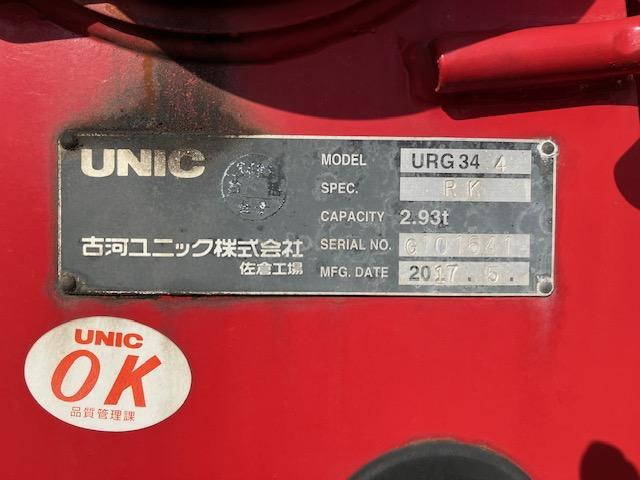 UNIC
MODEL URG34 4
SPEC. RK
CAPACITY 2.93t
SERIAL NO. G101541
MFG. DATE 2017.5.
古河ユニック株式会社
佐倉工場
UNIC
OK
品質管理課